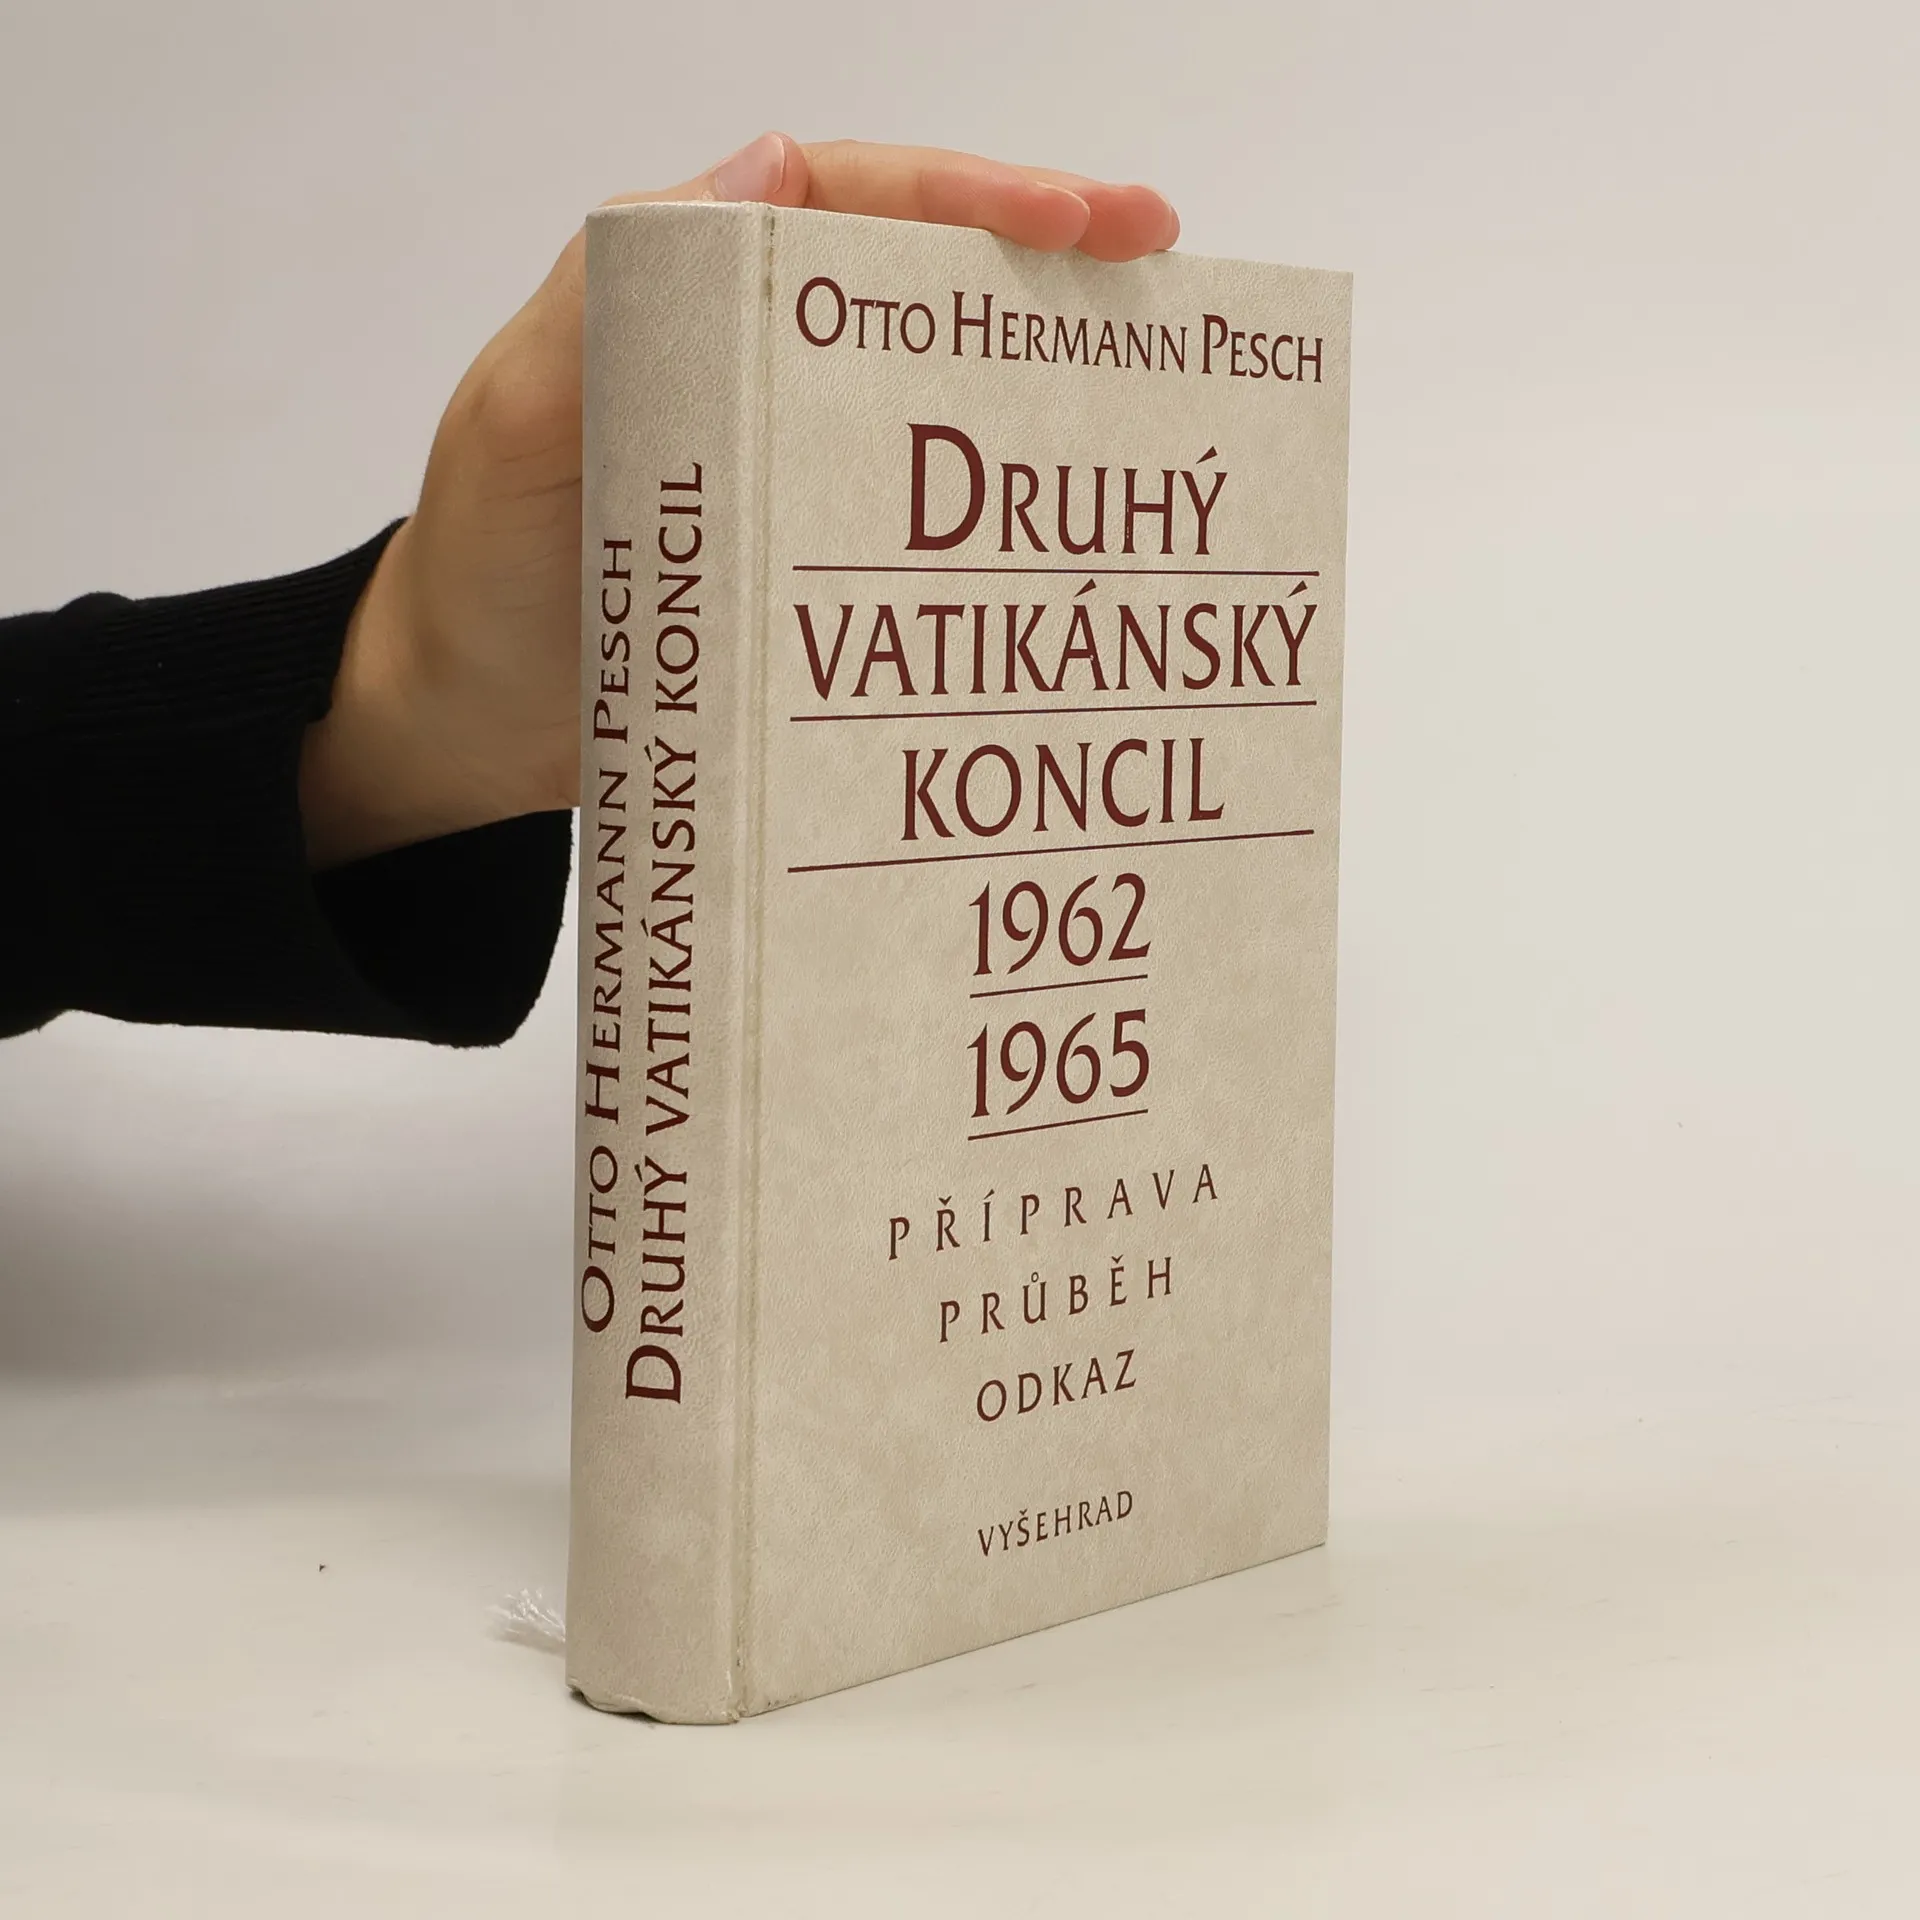 Otto Hermann Pesch
Druhý vatikánský koncil
Otto Hermann Pesch
Druhý
vatikánský
koncil
1962
1965
PŘÍPRAVA
PRŮBĚH
ODKAZ
VYŠEHRAD